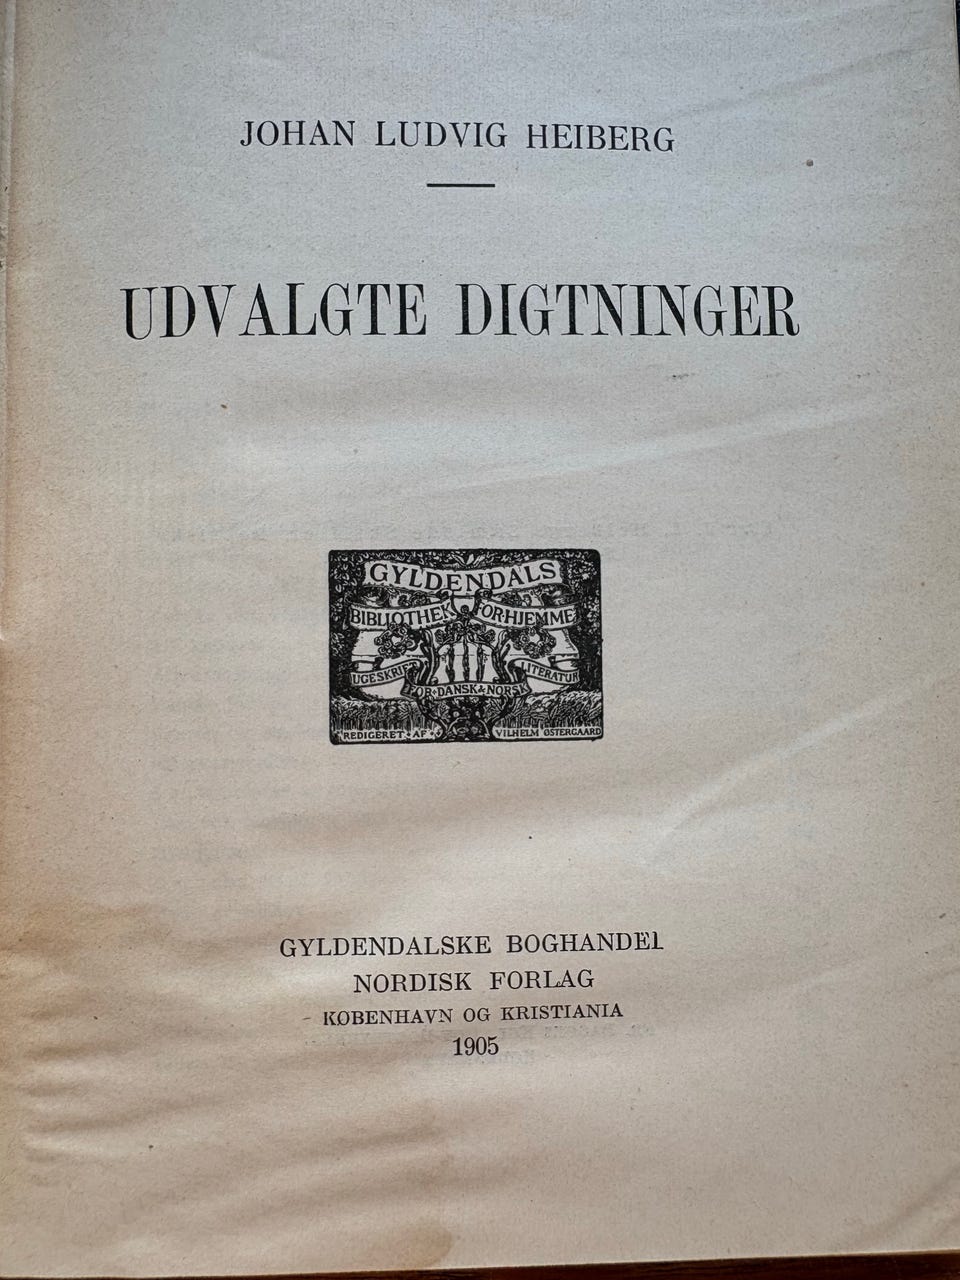 JOHAN LUDVIG HEIBERG
UDVALGTE DIGTNINGER
GYLDENDALS
BIBLIOTHEK FOR HJEMME
UGESKRIFT LITERATUR
FOR DANSK & NORSK
REDIGERET AF VILHELM ØSTERGAARD
GYLDENDALSKE BOGHANDEL
NORDISK FORLAG
KØBENHAVN OG KRISTIANIA
1905